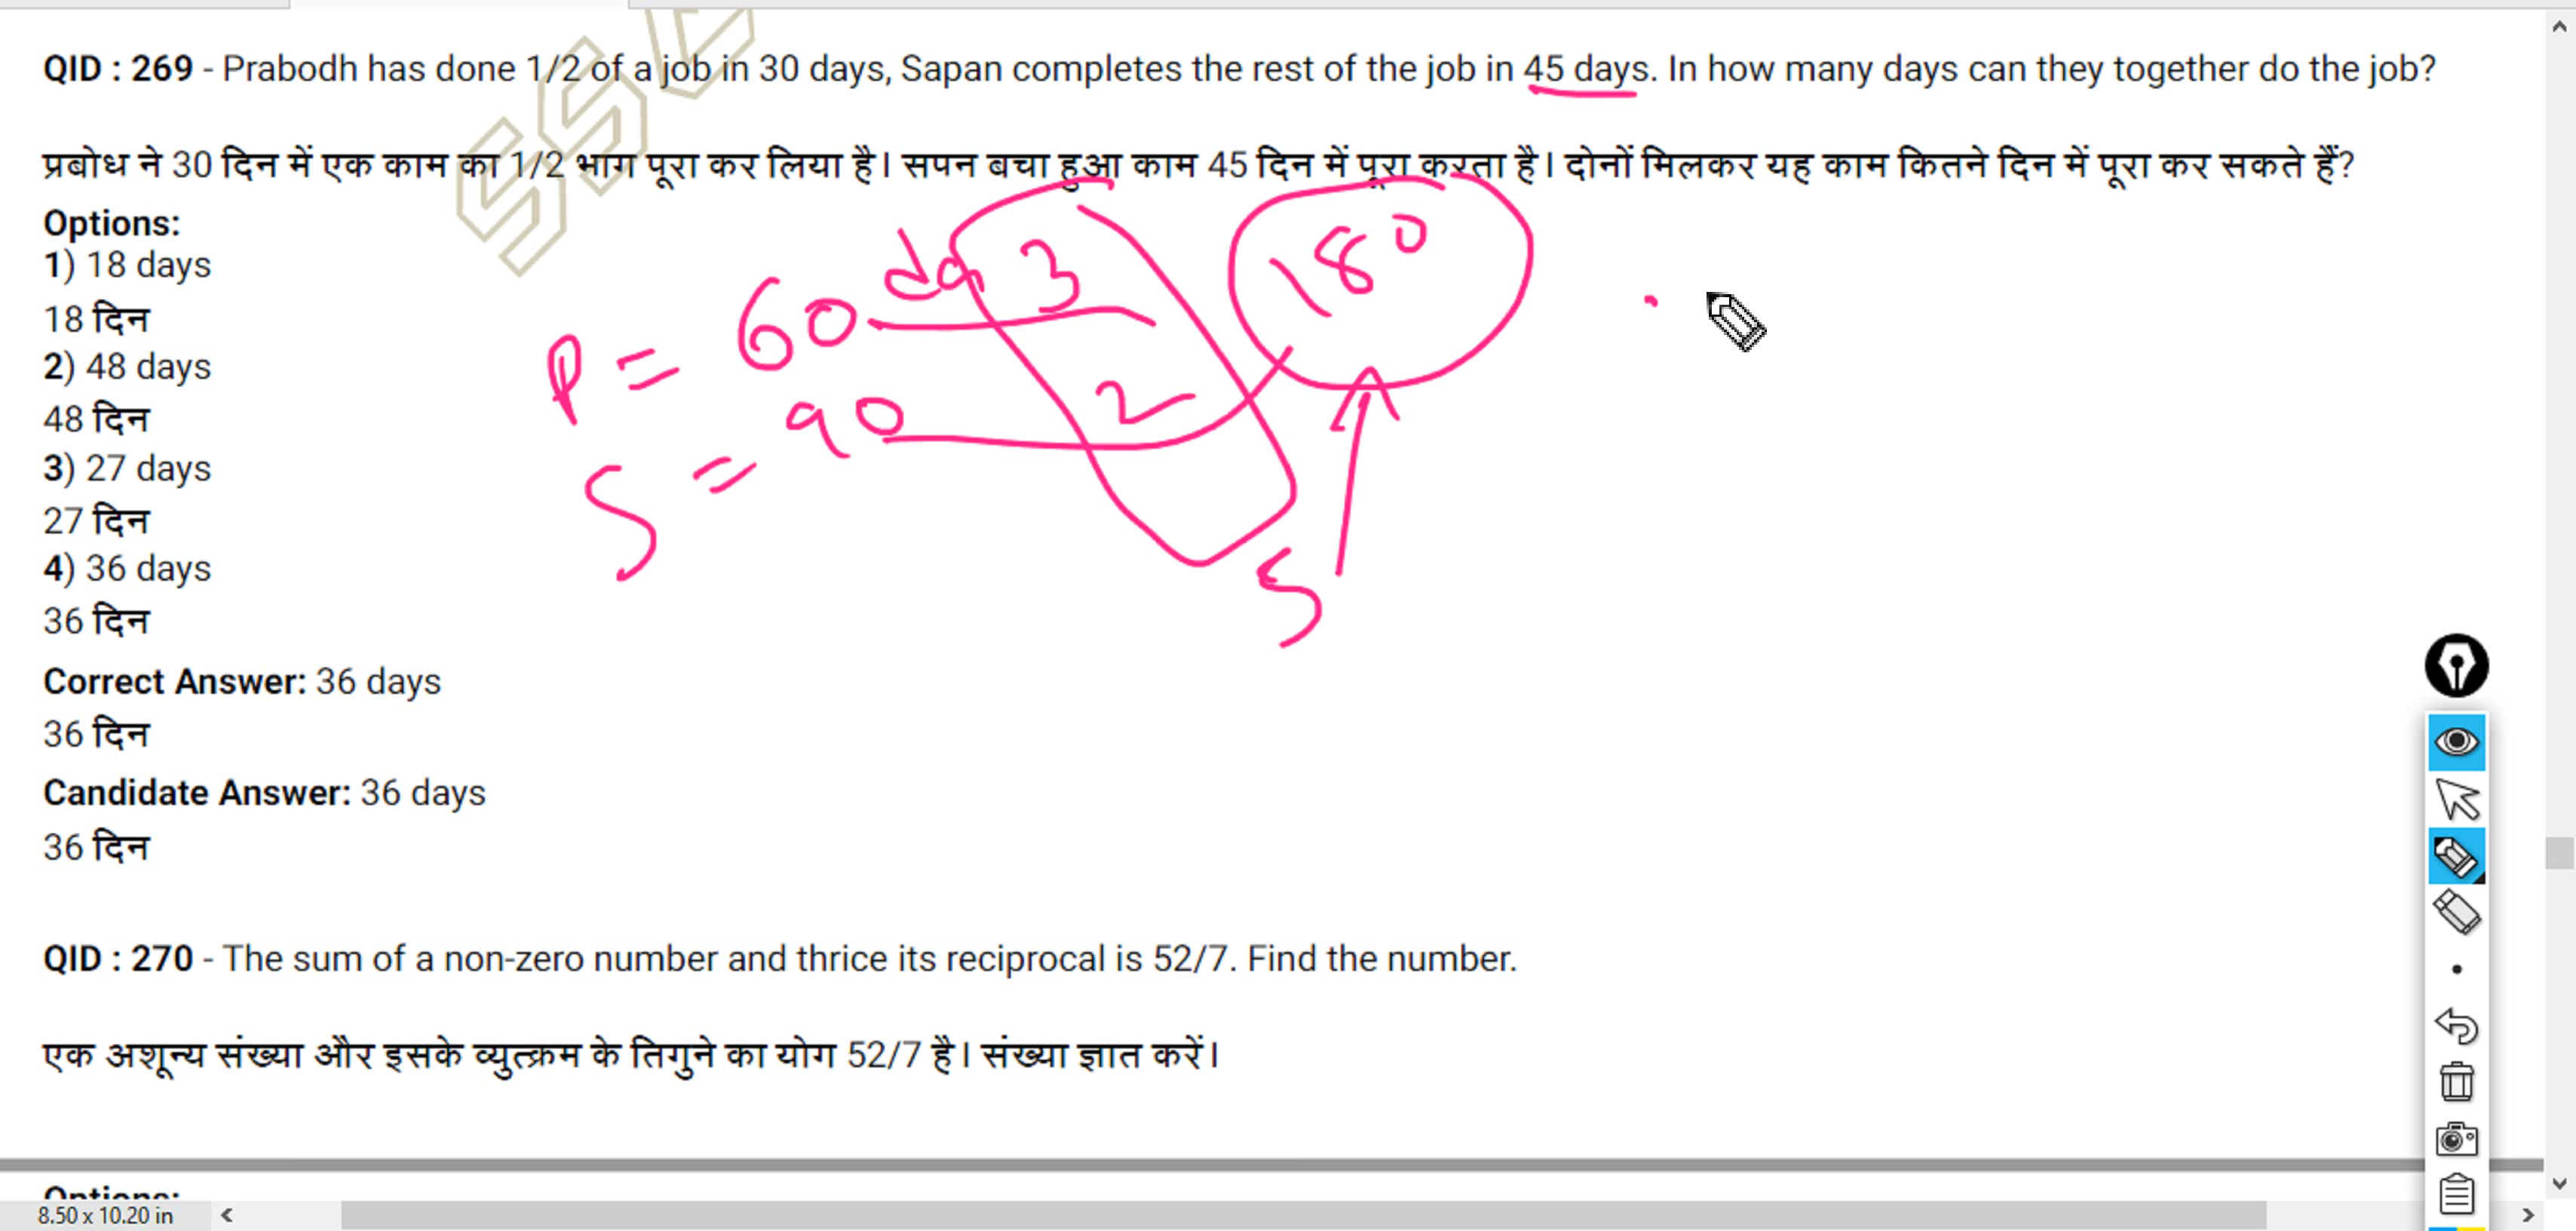 QID : 269 - Prabodh has done 1/2 of a job in 30 days, Sapan completes the rest of the job in 45 days. In how many days can they together do the job?
प्रबोध ने 30 दिन में एक काम का 1/2 भाग पूरा कर लिया है। सपन बचा हुआ काम 45 दिन में पूरा करता है। दोनों मिलकर यह काम कितने दिन में पूरा कर सकते हैं?
Options:
1) 18 days
18 दिन
2) 48 days
48 दिन
3) 27 days
27 दिन
4) 36 days
36 दिन
P = 60 da 3
180
S = 90 2
5
Correct Answer: 36 days
36 दिन
Candidate Answer: 36 days
36 दिन
QID : 270 - The sum of a non-zero number and thrice its reciprocal is 52/7. Find the number.
एक अशून्य संख्या और इसके व्युत्क्रम के तिगुने का योग 52/7 है। संख्या ज्ञात करें।
Options:
8.50 x 10.20 in